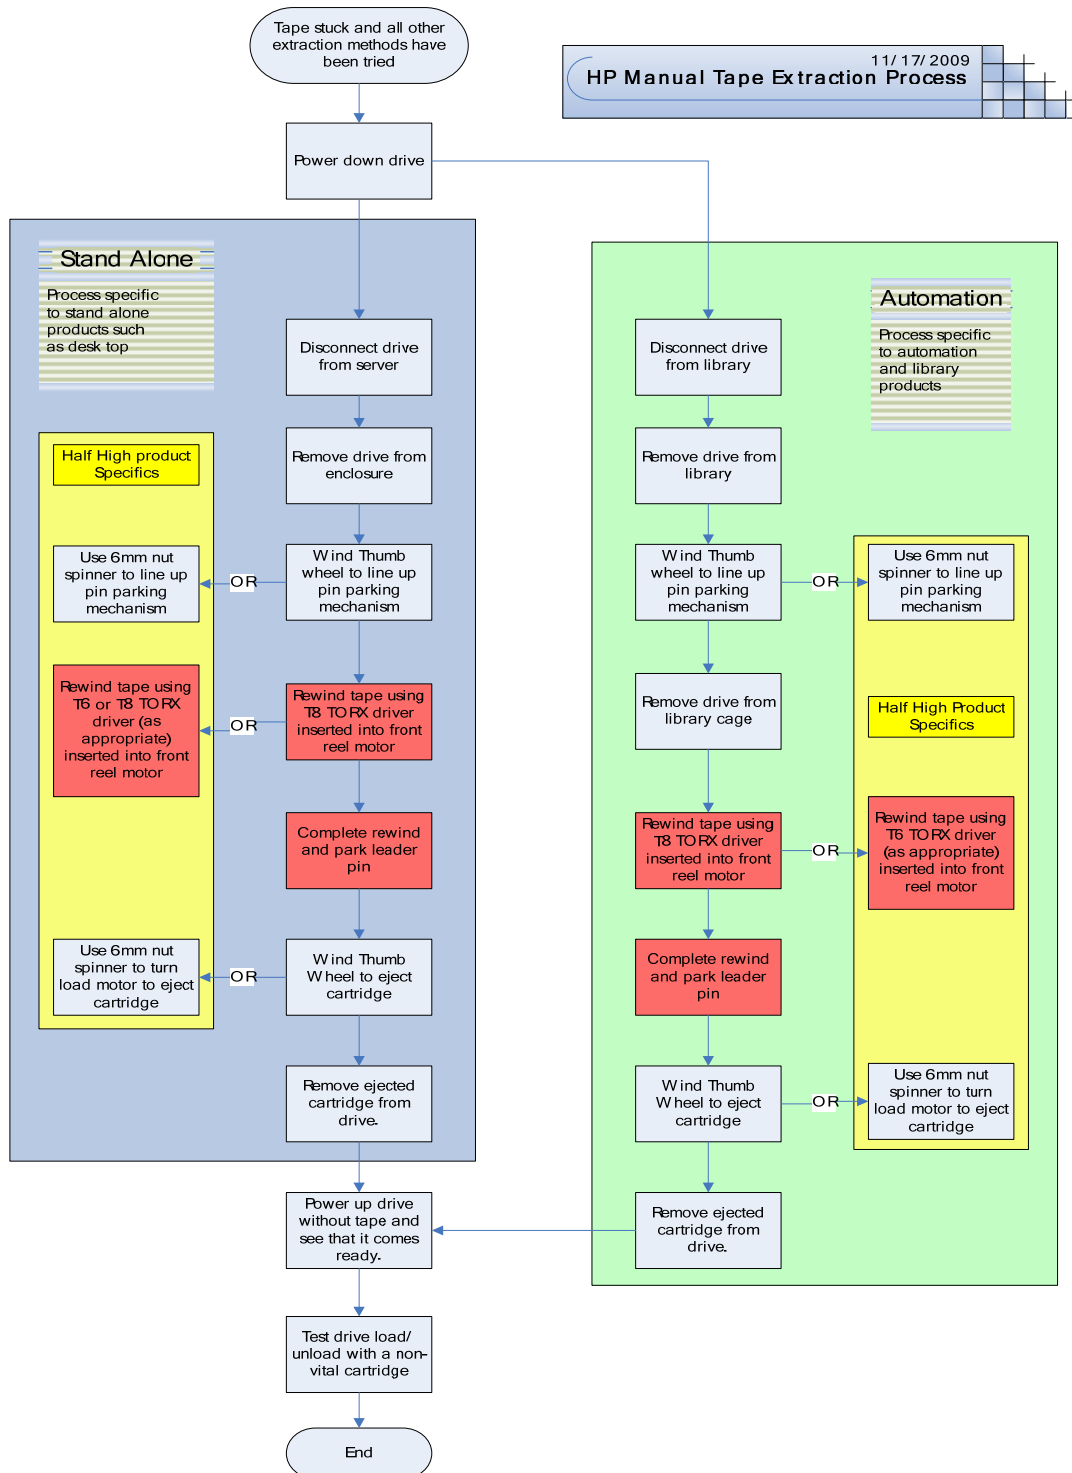 Tape stuck and all other
extraction methods have
been tried
11/17/2009
HP Manual Tape Extraction Process
Power down drive
Stand Alone
Process specific
to stand alone
products such
as desk top
Disconnect drive
from server
Remove drive from
enclosure
Half High product
Specifics
Wind Thumb
wheel to line up
pin parking
mechanism
OR
Use 6mm nut
spinner to line up
pin parking
mechanism
Rewind tape using
T8 TORX driver
inserted into front
reel motor
OR
Rewind tape using
T6 or T8 TORX
driver (as
appropriate)
inserted into front
reel motor
Complete rewind
and park leader
pin
Wind Thumb
Wheel to eject
cartridge
OR
Use 6mm nut
spinner to turn
load motor to eject
cartridge
Remove ejected
cartridge from
drive.
Automation
Process specific
to automation
and library
products
Disconnect drive
from library
Remove drive from
library
Wind Thumb
wheel to line up
pin parking
mechanism
OR
Use 6mm nut
spinner to line up
pin parking
mechanism
Remove drive from
library cage
Half High Product
Specifics
Rewind tape using
T8 TORX driver
inserted into front
reel motor
OR
Rewind tape using
T6 TORX driver
(as appropriate)
inserted into front
reel motor
Complete rewind
and park leader
pin
Wind Thumb
Wheel to eject
cartridge
OR
Use 6mm nut
spinner to turn
load motor to eject
cartridge
Remove ejected
cartridge from
drive.
Power up drive
without tape and
see that it comes
ready.
Test drive load/
unload with a non-
vital cartridge
End